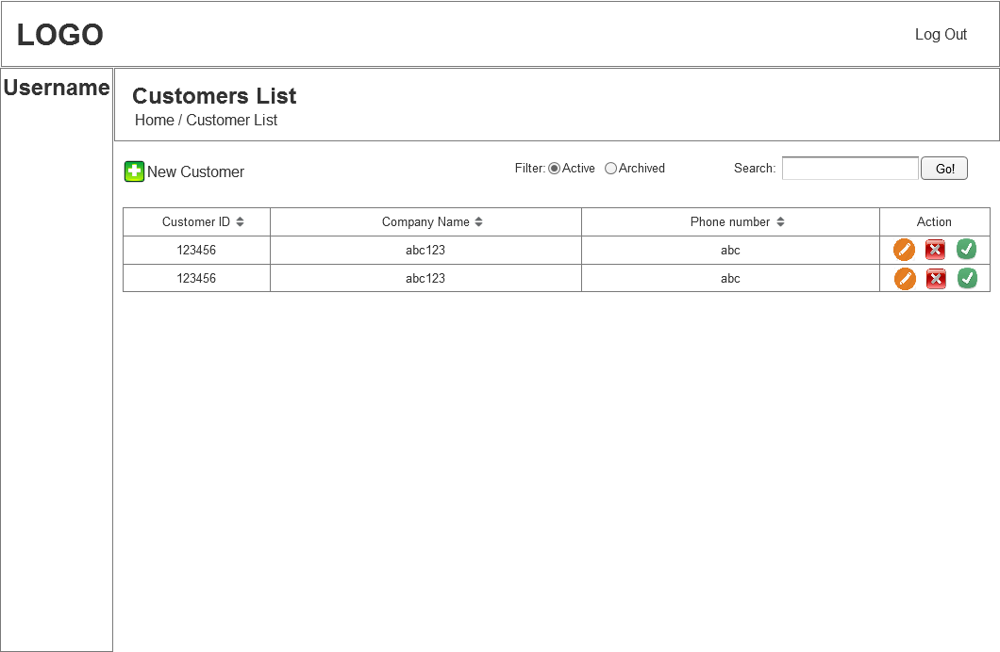 LOGO
Log Out
Username
Customers List
Home / Customer List
New Customer
Filter: Active Archived
Search: Go!
Customer ID Company Name Phone number Action
123456 abc123 abc
123456 abc123 abc